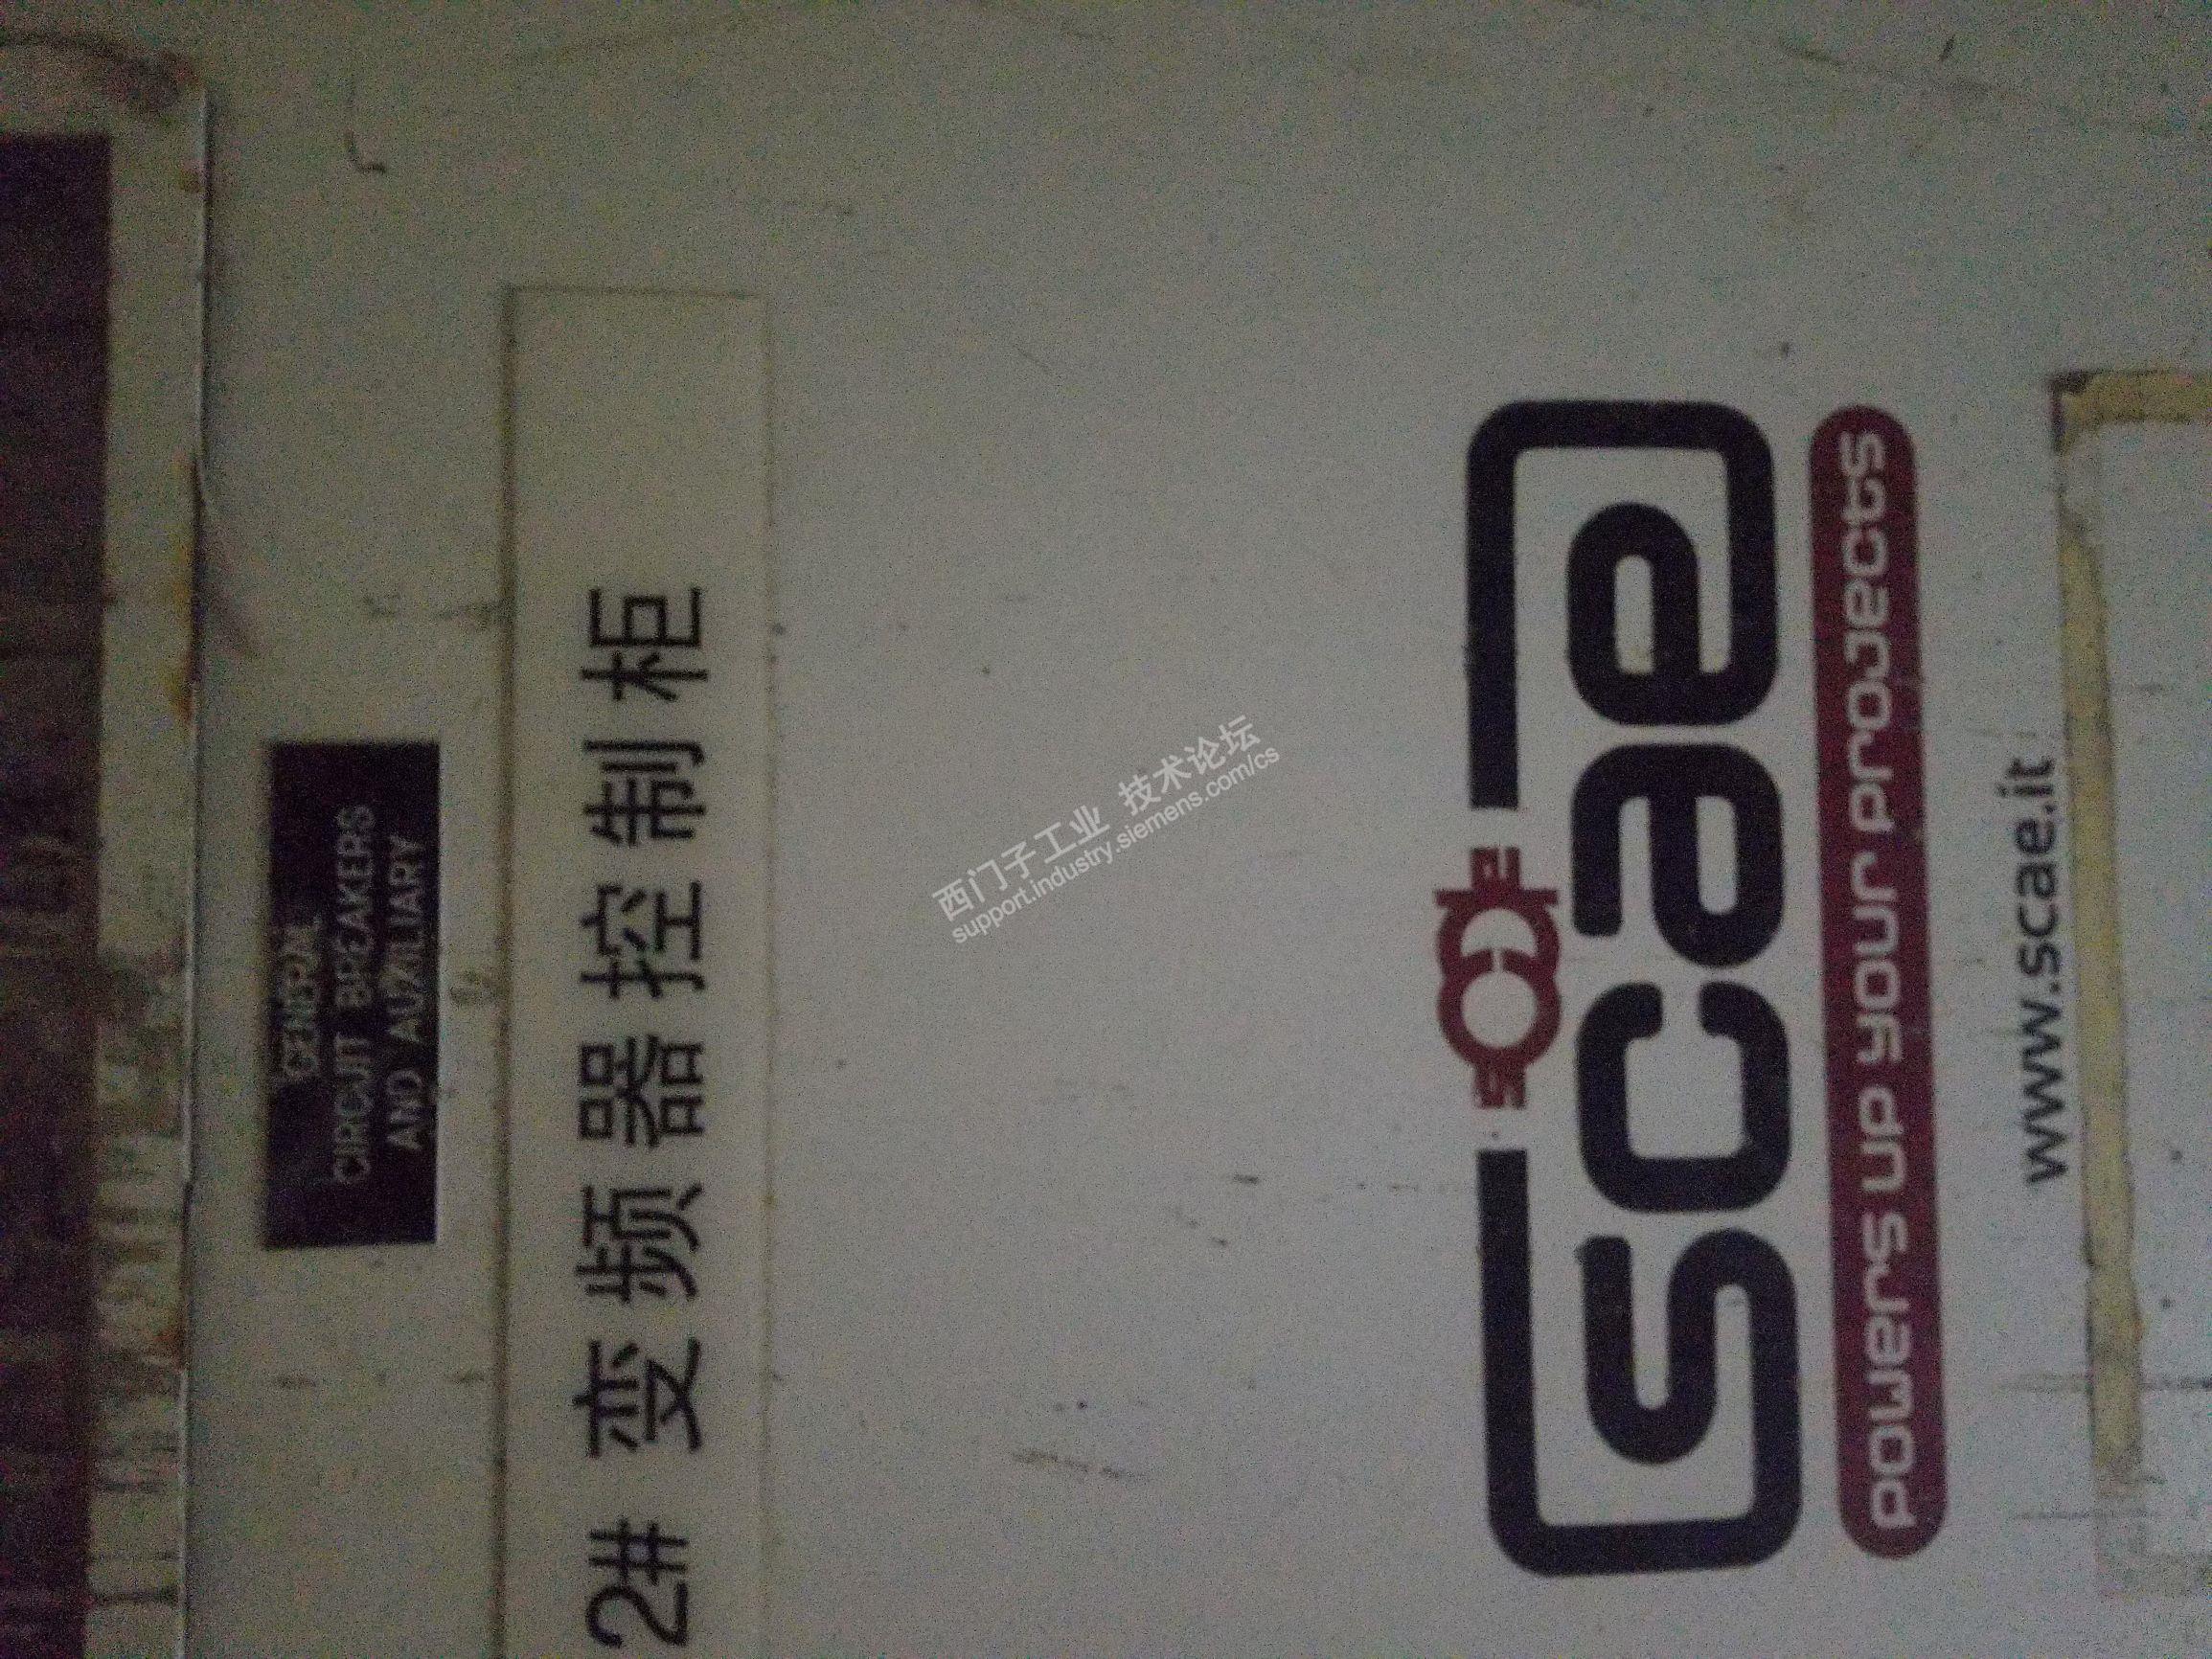 GENERAL
CIRCUIT BREAKERS
AND AUXILIARY
2# 变频器控制柜
西门子工业 技术论坛
support.industry.siemens.com/cs
scae
powers up your projects
www.scae.it